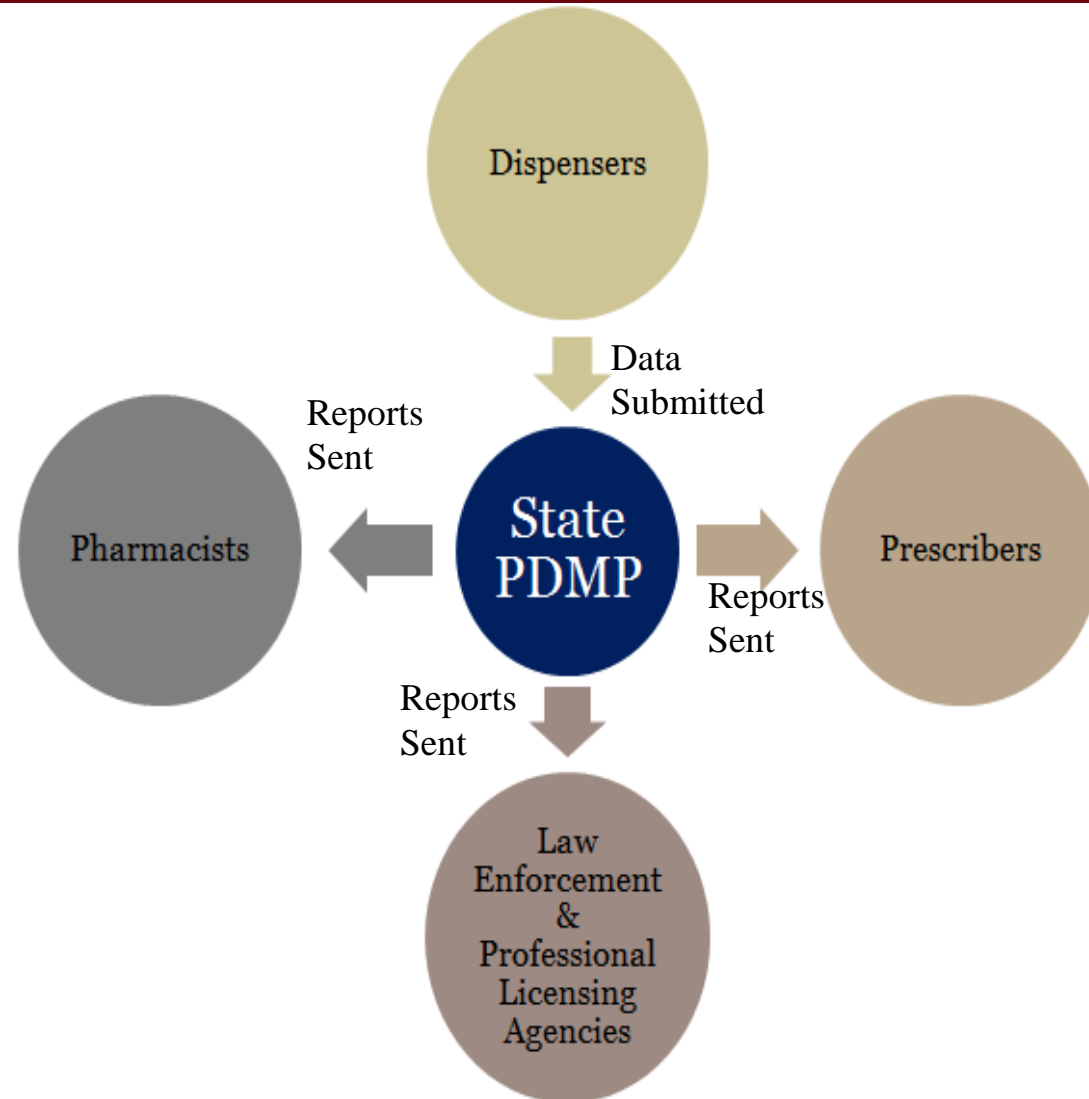 Dispensers
Data
Submitted
Reports
Sent
Pharmacists
State
PDMP
Prescribers
Reports
Sent
Reports
Sent
Law
Enforcement
&
Professional
Licensing
Agencies